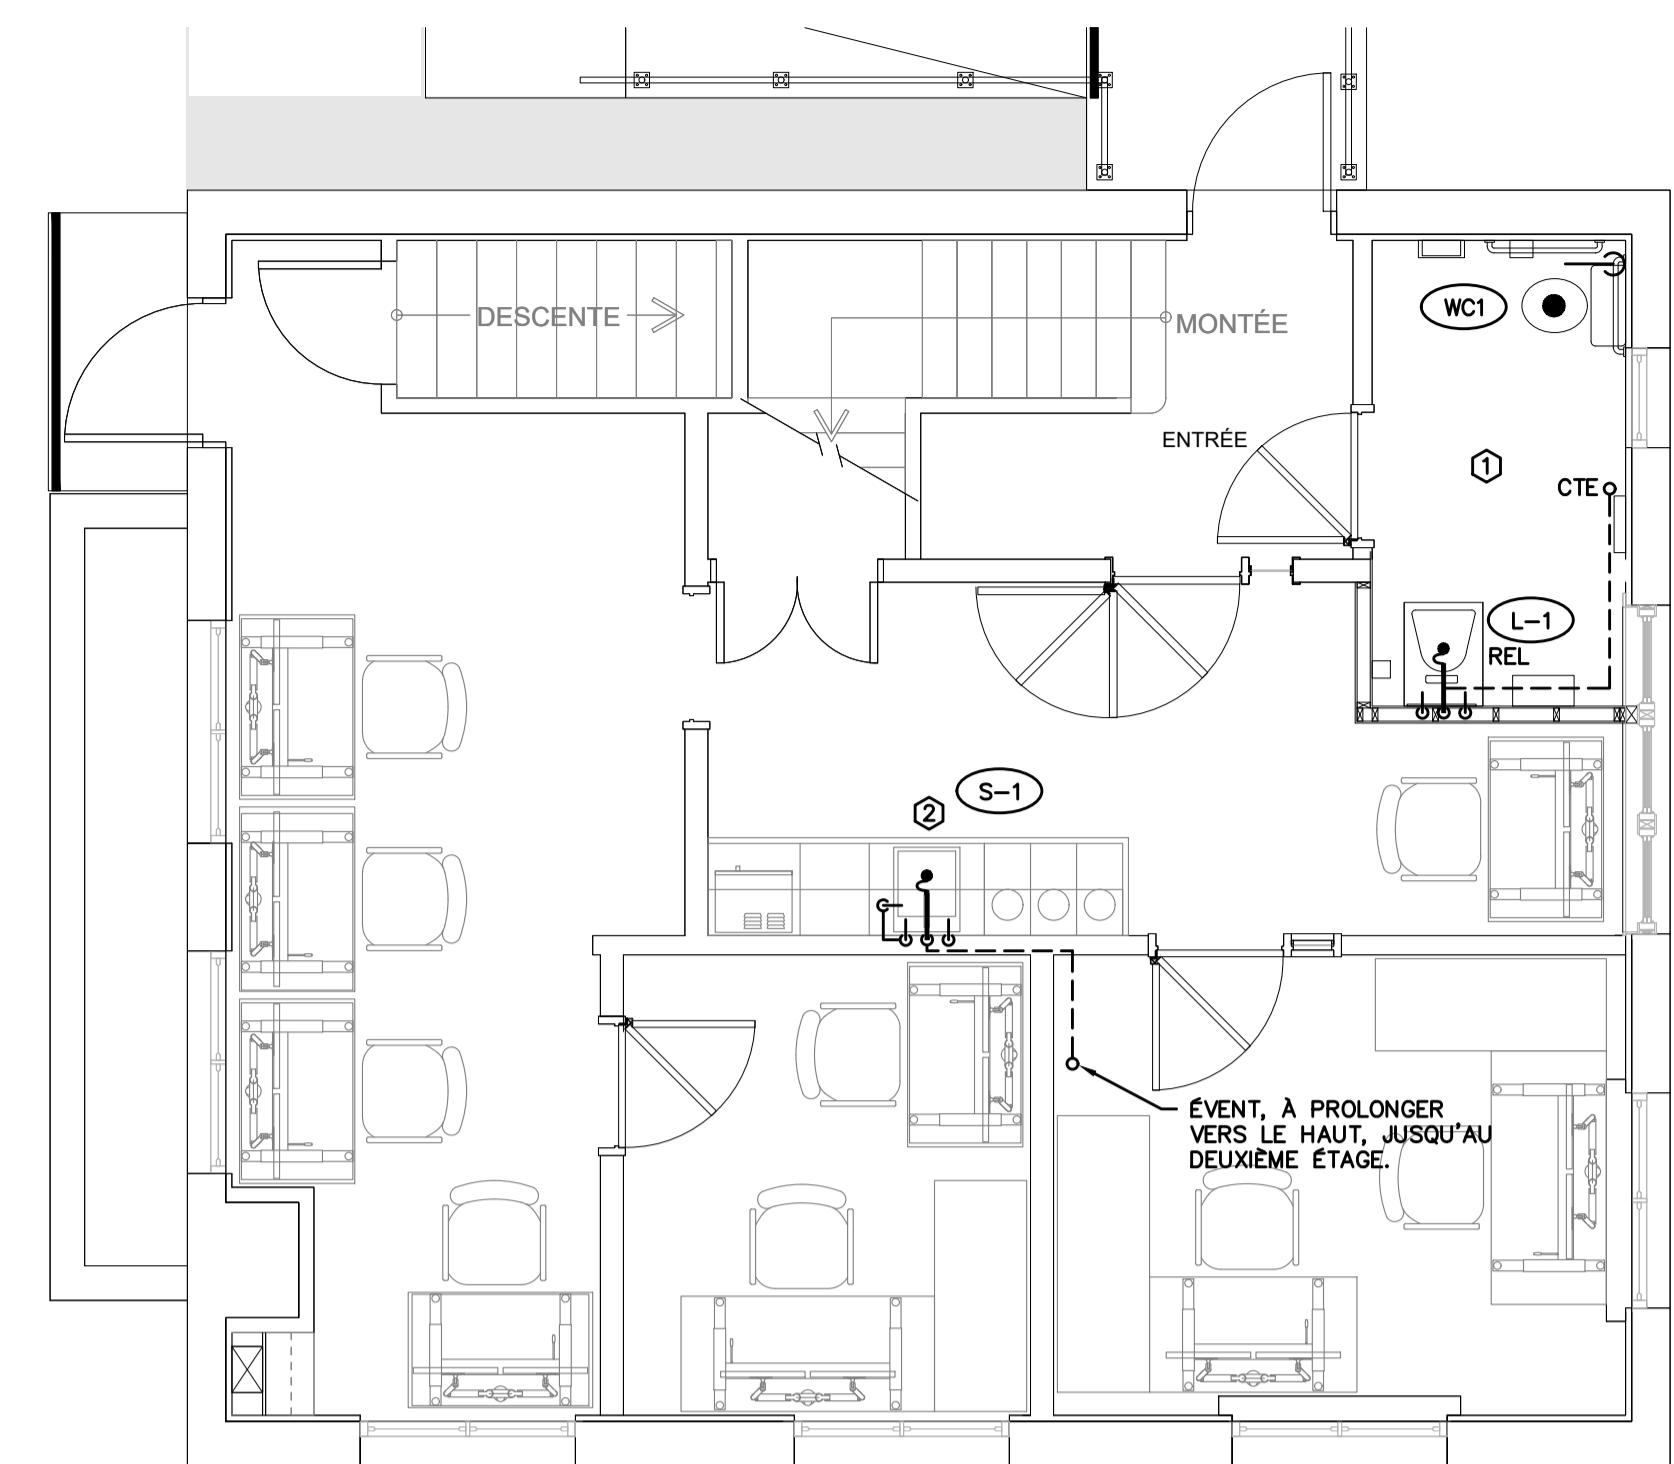 DESCENTE
MONTÉE
WC1
ENTRÉE
1
CTE
L-1
REL
S-1
2
ÉVENT, À PROLONGER
VERS LE HAUT, JUSQU'AU
DEUXIÈME ÉTAGE.